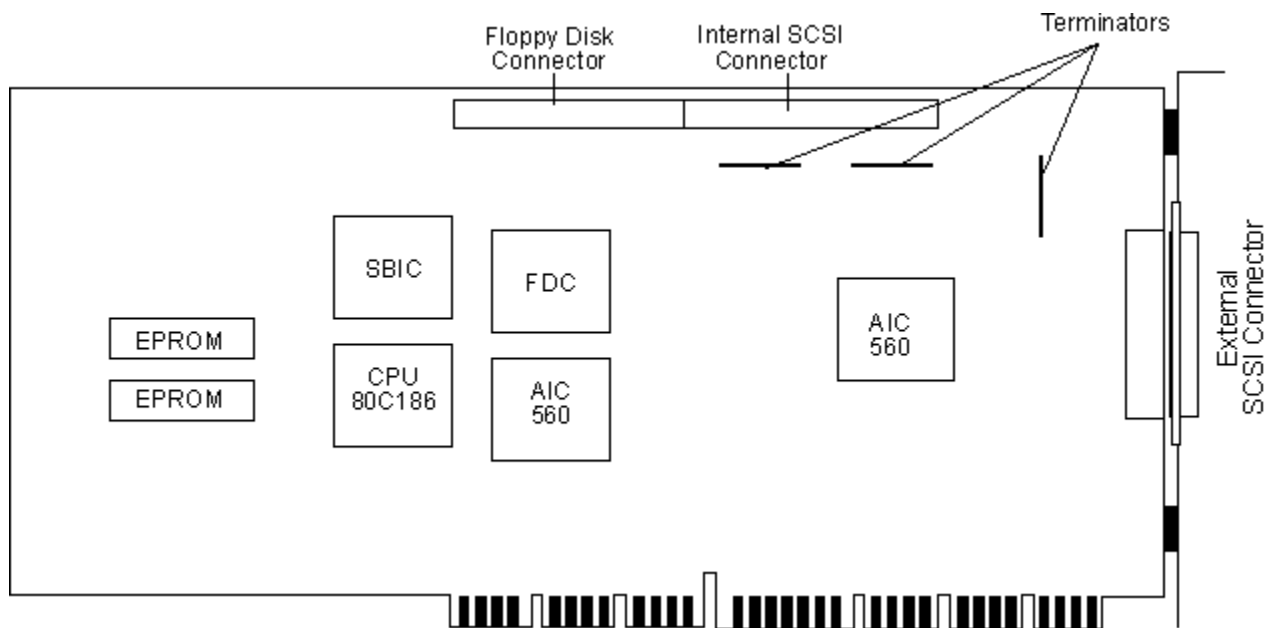 Floppy Disk
Connector
Internal SCSI
Connector
Terminators
SBIC
FDC
AIC
560
EPROM
EPROM
CPU
80C186
AIC
560
External
SCSI Connector